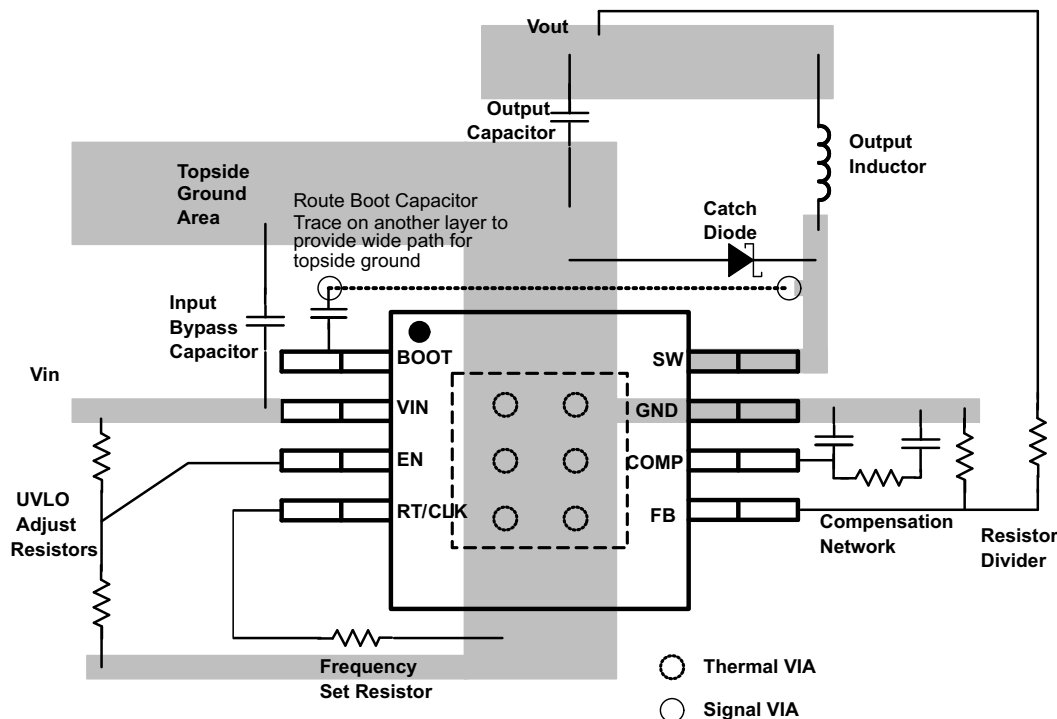 Vout
Output
Capacitor
Output
Inductor
Topside
Ground
Area
Route Boot Capacitor
Trace on another layer to
provide wide path for
topside ground
Catch
Diode
Input
Bypass
Capacitor
Vin
BOOT
SW
VIN
GND
EN
COMP
RT/CLK
FB
UVLO
Adjust
Resistors
Compensation
Network
Resistor
Divider
Frequency
Set Resistor
Thermal VIA
Signal VIA